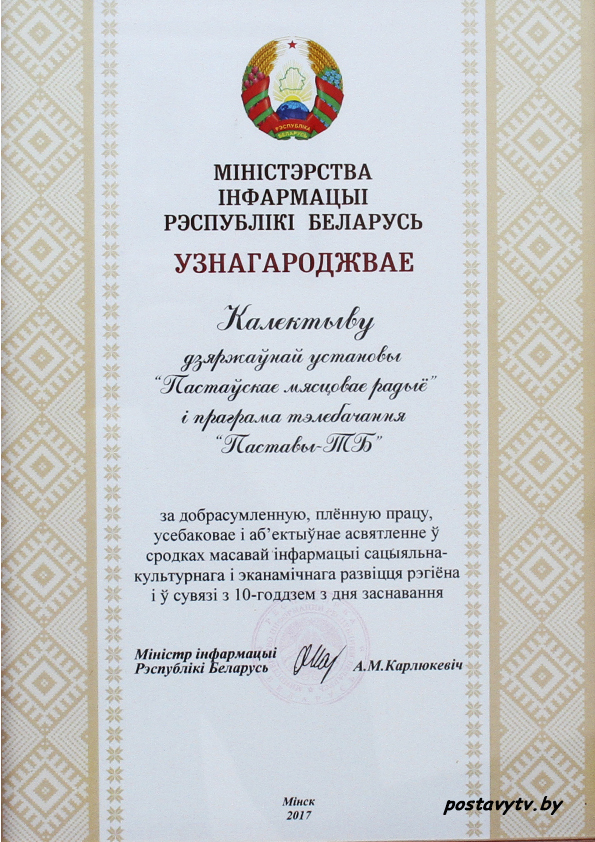 РЭСПУБЛІКА
БЕЛАРУСЬ
МІНІСТЭРСТВА
ІНФАРМАЦЫІ
РЭСПУБЛІКІ БЕЛАРУСЬ
УЗНАГАРОДЖВАЕ
Калектыву
дзяржаўнай установы
“Пастаўскае мясцовае радыё”
і праграма тэлебачання
“Паставы-ТБ”
за добрасумленную, плённую працу,
усебаковае і аб’ектыўнае асвятленне ў
сродках масавай інфармацыі сацыяльна-
культурнага і эканамічнага развіцця рэгіёна
і ў сувязі з 10-годдзем з дня заснавання
Міністр інфармацыі
Рэспублікі Беларусь
А.М.Карлюкевіч
Мінск
2017
postavytv.by